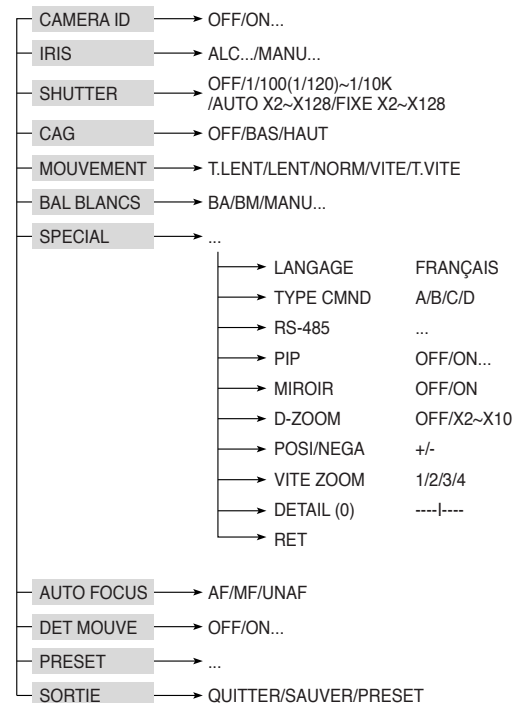 CAMERA ID OFF/ON...
IRIS ALC.../MANU...
SHUTTER OFF/1/100(1/120)~1/10K
/AUTO X2~X128/FIXE X2~X128
CAG OFF/BAS/HAUT
MOUVEMENT T.LENT/LENT/NORM/VITE/T.VITE
BAL BLANCS BA/BM/MANU...
SPECIAL ...
LANGAGE FRANÇAIS
TYPE CMND A/B/C/D
RS-485 ...
PIP OFF/ON...
MIROIR OFF/ON
D-ZOOM OFF/X2~X10
POSI/NEGA +/-
VITE ZOOM 1/2/3/4
DETAIL (0) ----I----
RET
AUTO FOCUS AF/MF/UNAF
DET MOUVE OFF/ON...
PRESET ...
SORTIE QUITTER/SAUVER/PRESET